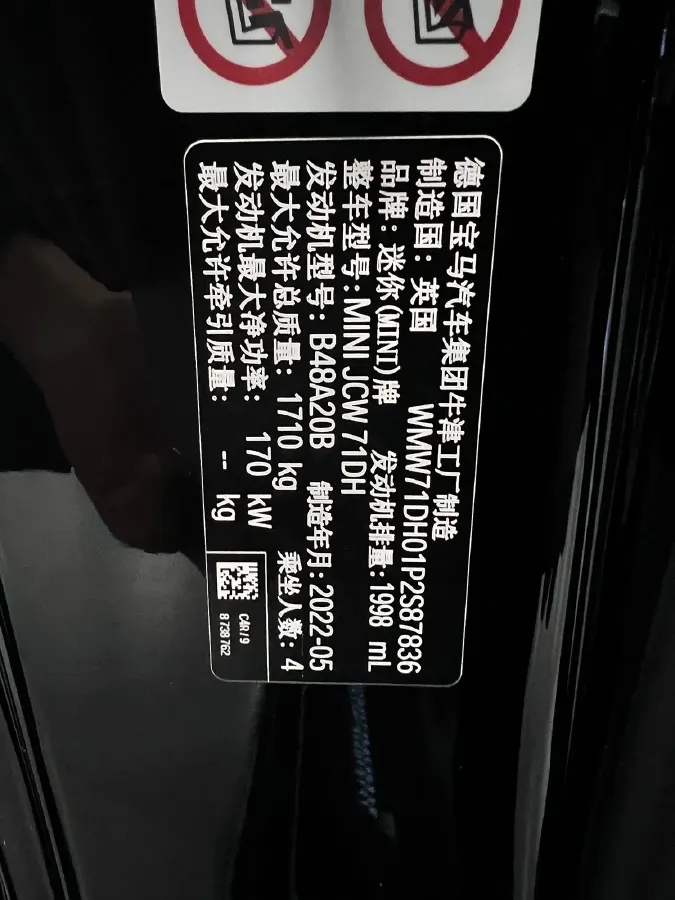 德国宝马汽车集团牛津工厂制造
制造国: 英国 WMW71DH01P2S87836
品牌: 迷你(MINI)牌 发动机排量: 1998 mL
整车型号: MINI JCW 71DH
发动机型号: B48A20B 制造年月: 2022-05
最大允许总质量: 1710 kg 乘坐人数: 4
发动机最大净功率: 170 kW
最大允许牵引质量: -- kg
C4R / 9
8 738 762